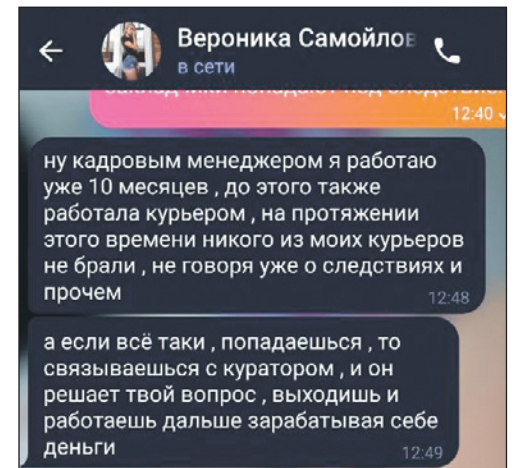 Вероника Самойлов
в сети
12:40
ну кадровым менеджером я работаю
уже 10 месяцев , до этого также
работала курьером , на протяжении
этого времени никого из моих курьеров
не брали , не говоря уже о следствиях и
прочем
12:48
а если всё таки , попадаешься , то
связываешься с куратором , и он
решает твой вопрос , выходишь и
работаешь дальше зарабатывая себе
деньги
12:49